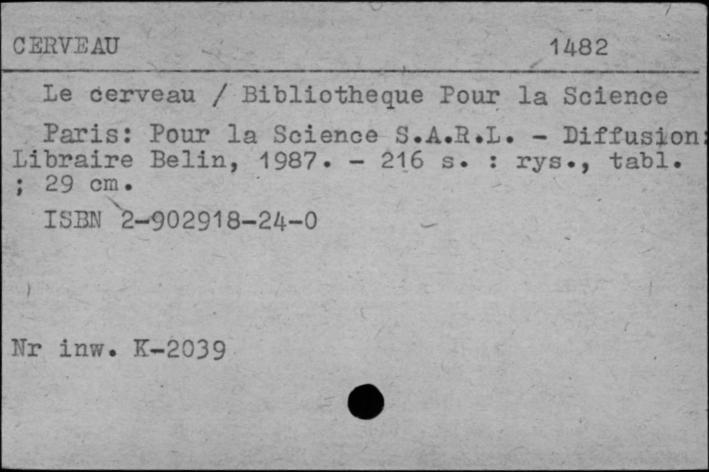 CERVEAU 1482
Le cerveau / Bibliotheque Pour la Science
Paris: Pour la Science S.A.R.L. - Diffusion:
Libraire Belin, 1987. - 216 s. : rys., tabl.
; 29 cm.
ISBN 2-902918-24-0
Nr inw. K-2039